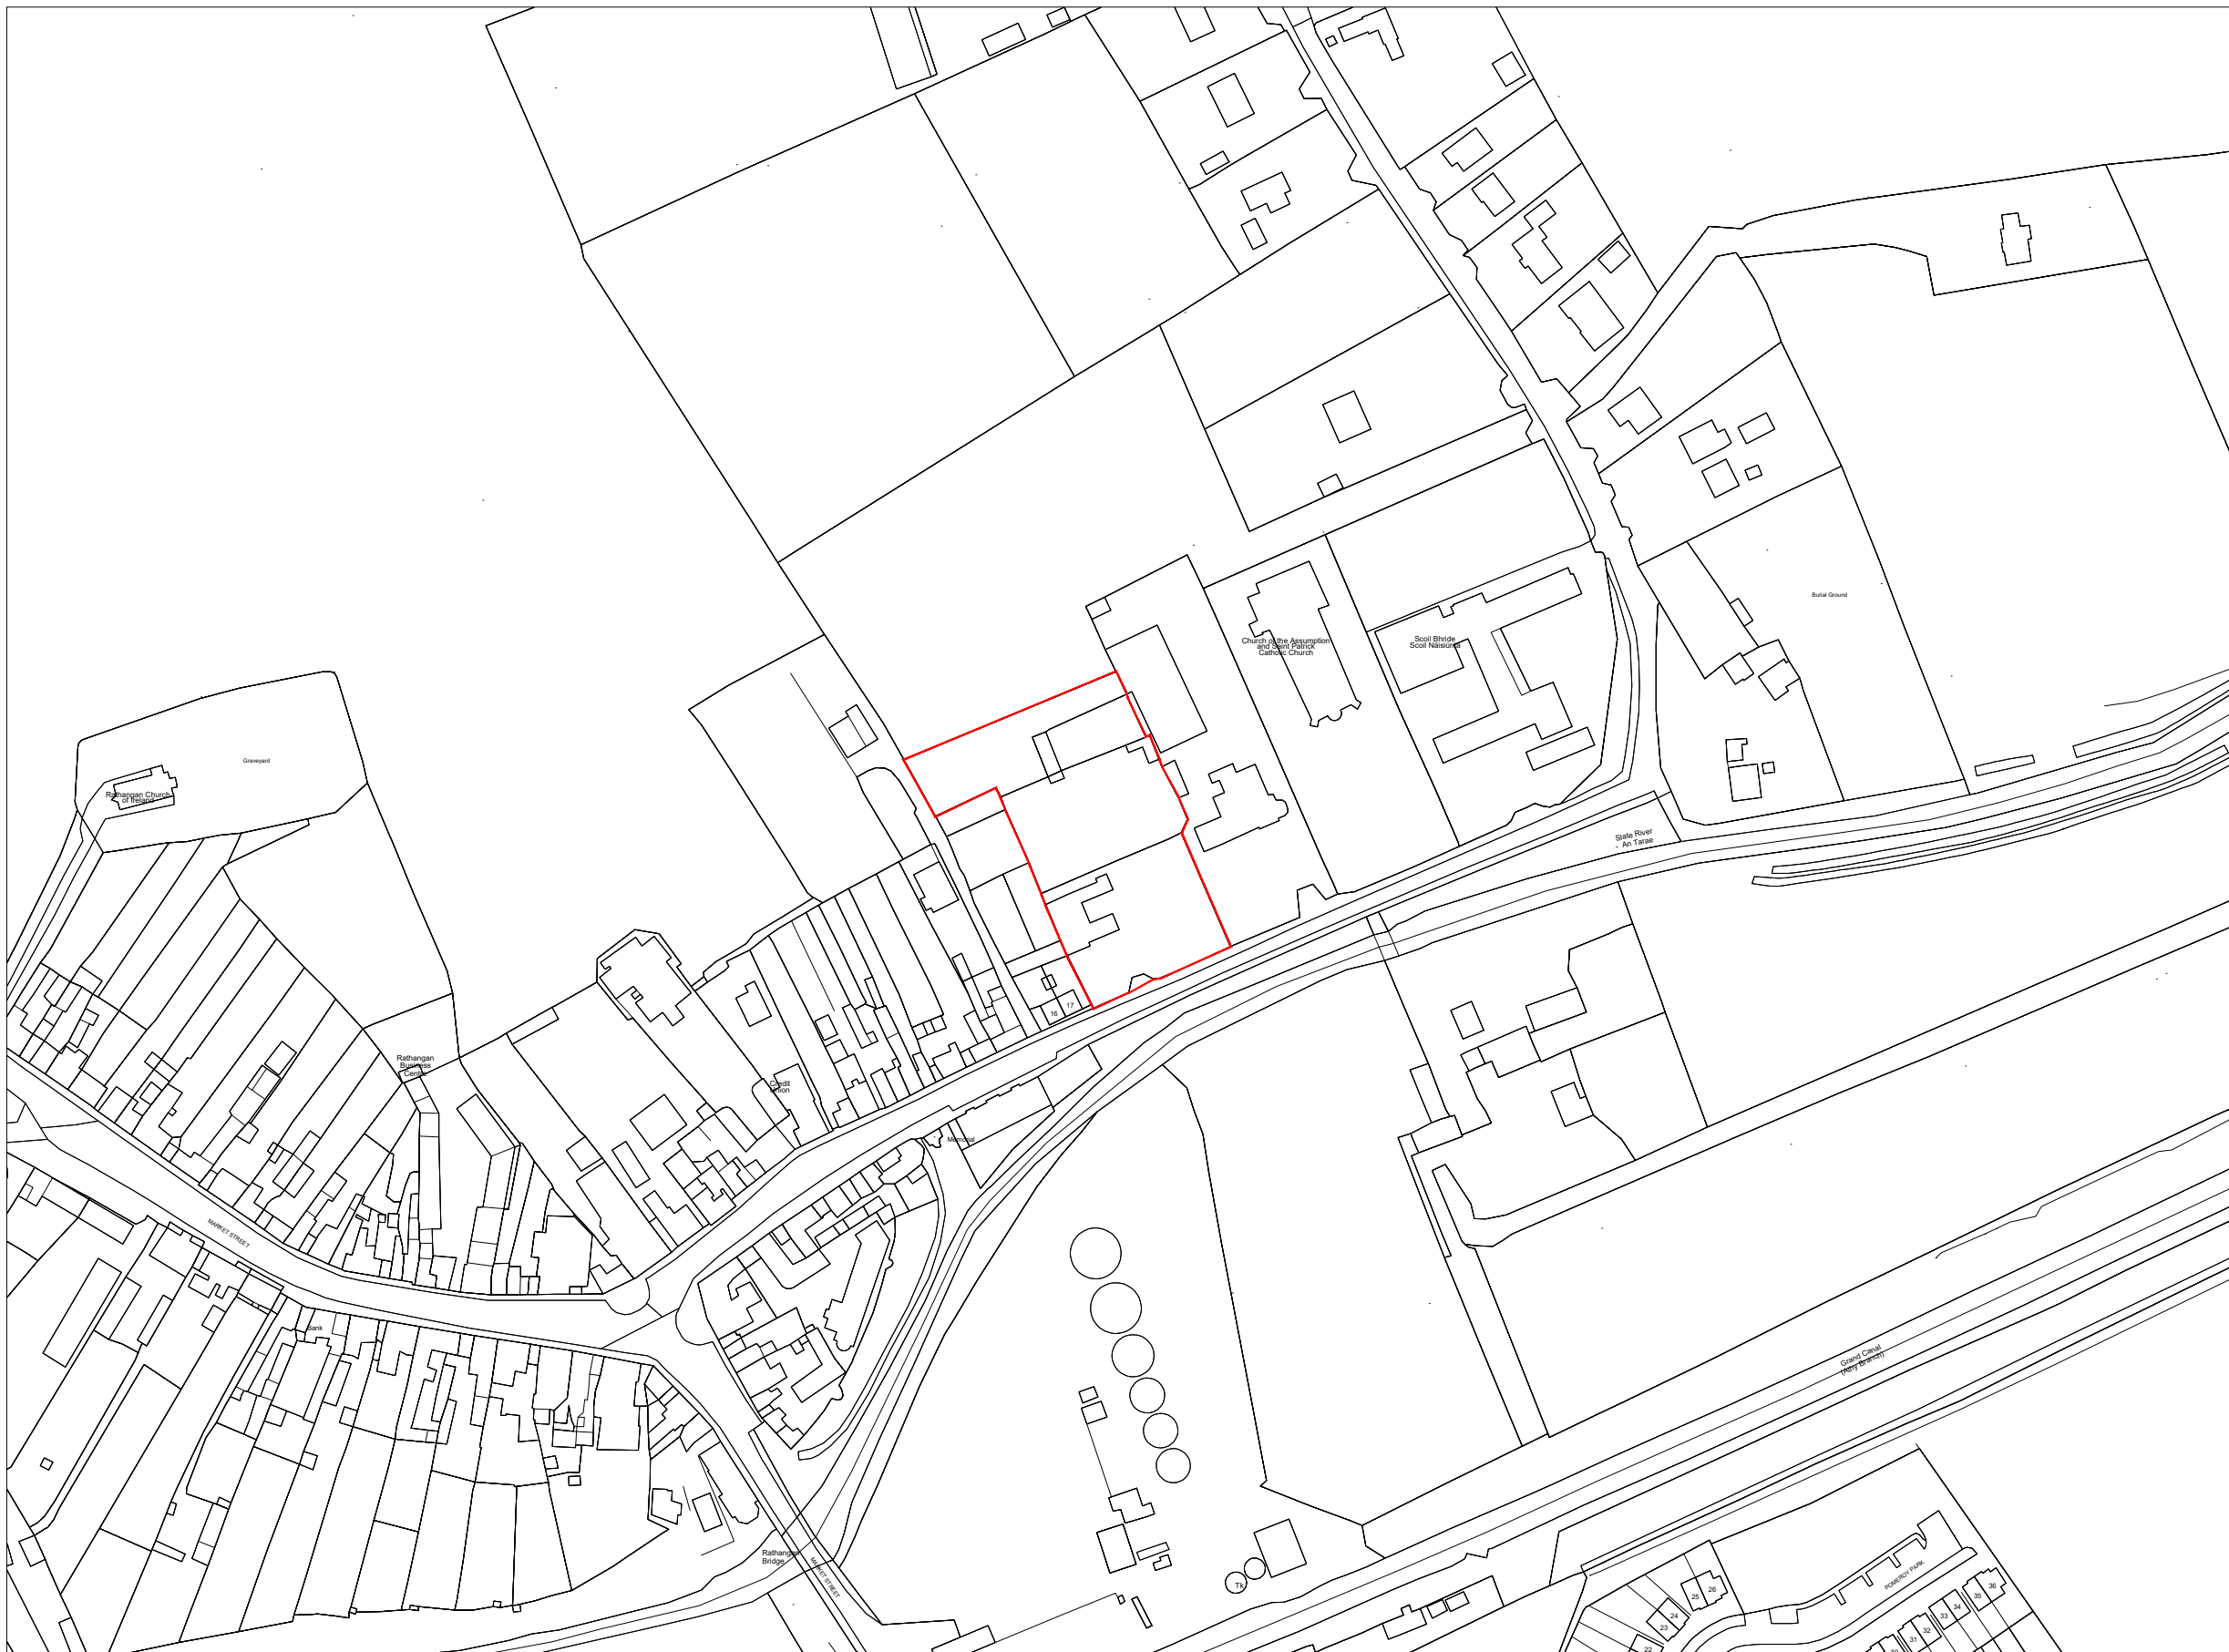 Church of the Assumption
and Saint Patrick
Catholic Church
Scoil Bhride
Scoil Náisiúnta
Burial Ground
Graveyard
Rathangan Church
of Ireland
Slate River
An Tarae
16
17
Rathangan
Business
Centre
Credit
Union
Memorial
MARKET STREET
Bank
Grand Canal
(Athy Branch)
Rathangan
Bridge
MARKET STREET
Tk
POMEROY PARK
26
25
24
23
22
36
35
34
33
32
31
30